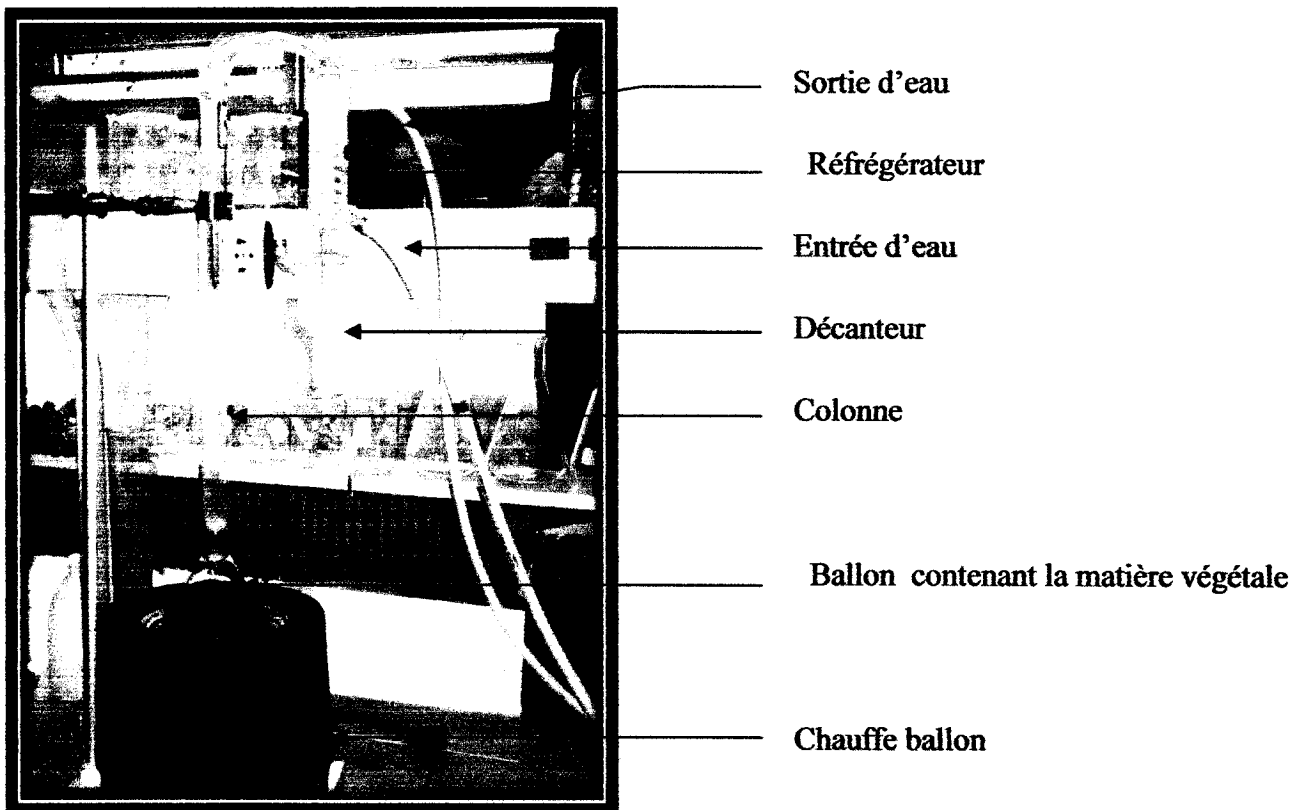 Sortie d'eau
Réfrégérateur
Entrée d'eau
Décanteur
Colonne
Ballon contenant la matière végétale
Chauffe ballon